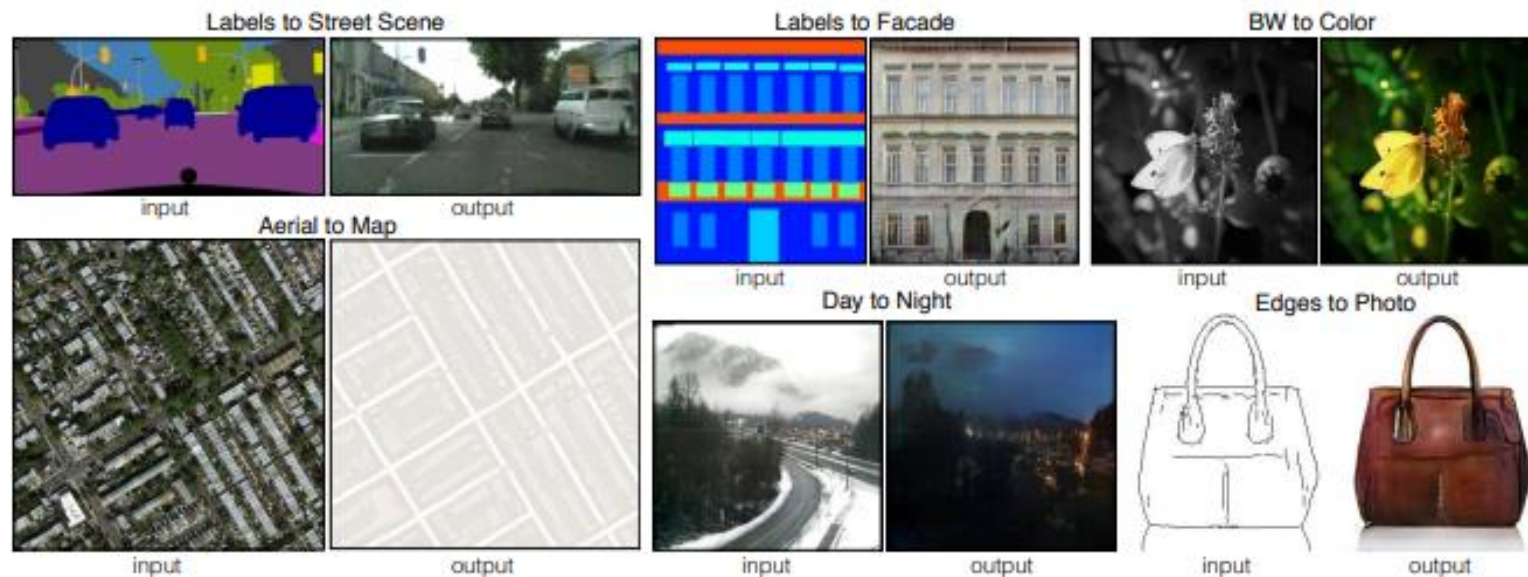 Labels to Street Scene
input
output
Aerial to Map
input
output
Labels to Facade
input
output
BW to Color
input
output
Day to Night
input
output
Edges to Photo
input
output